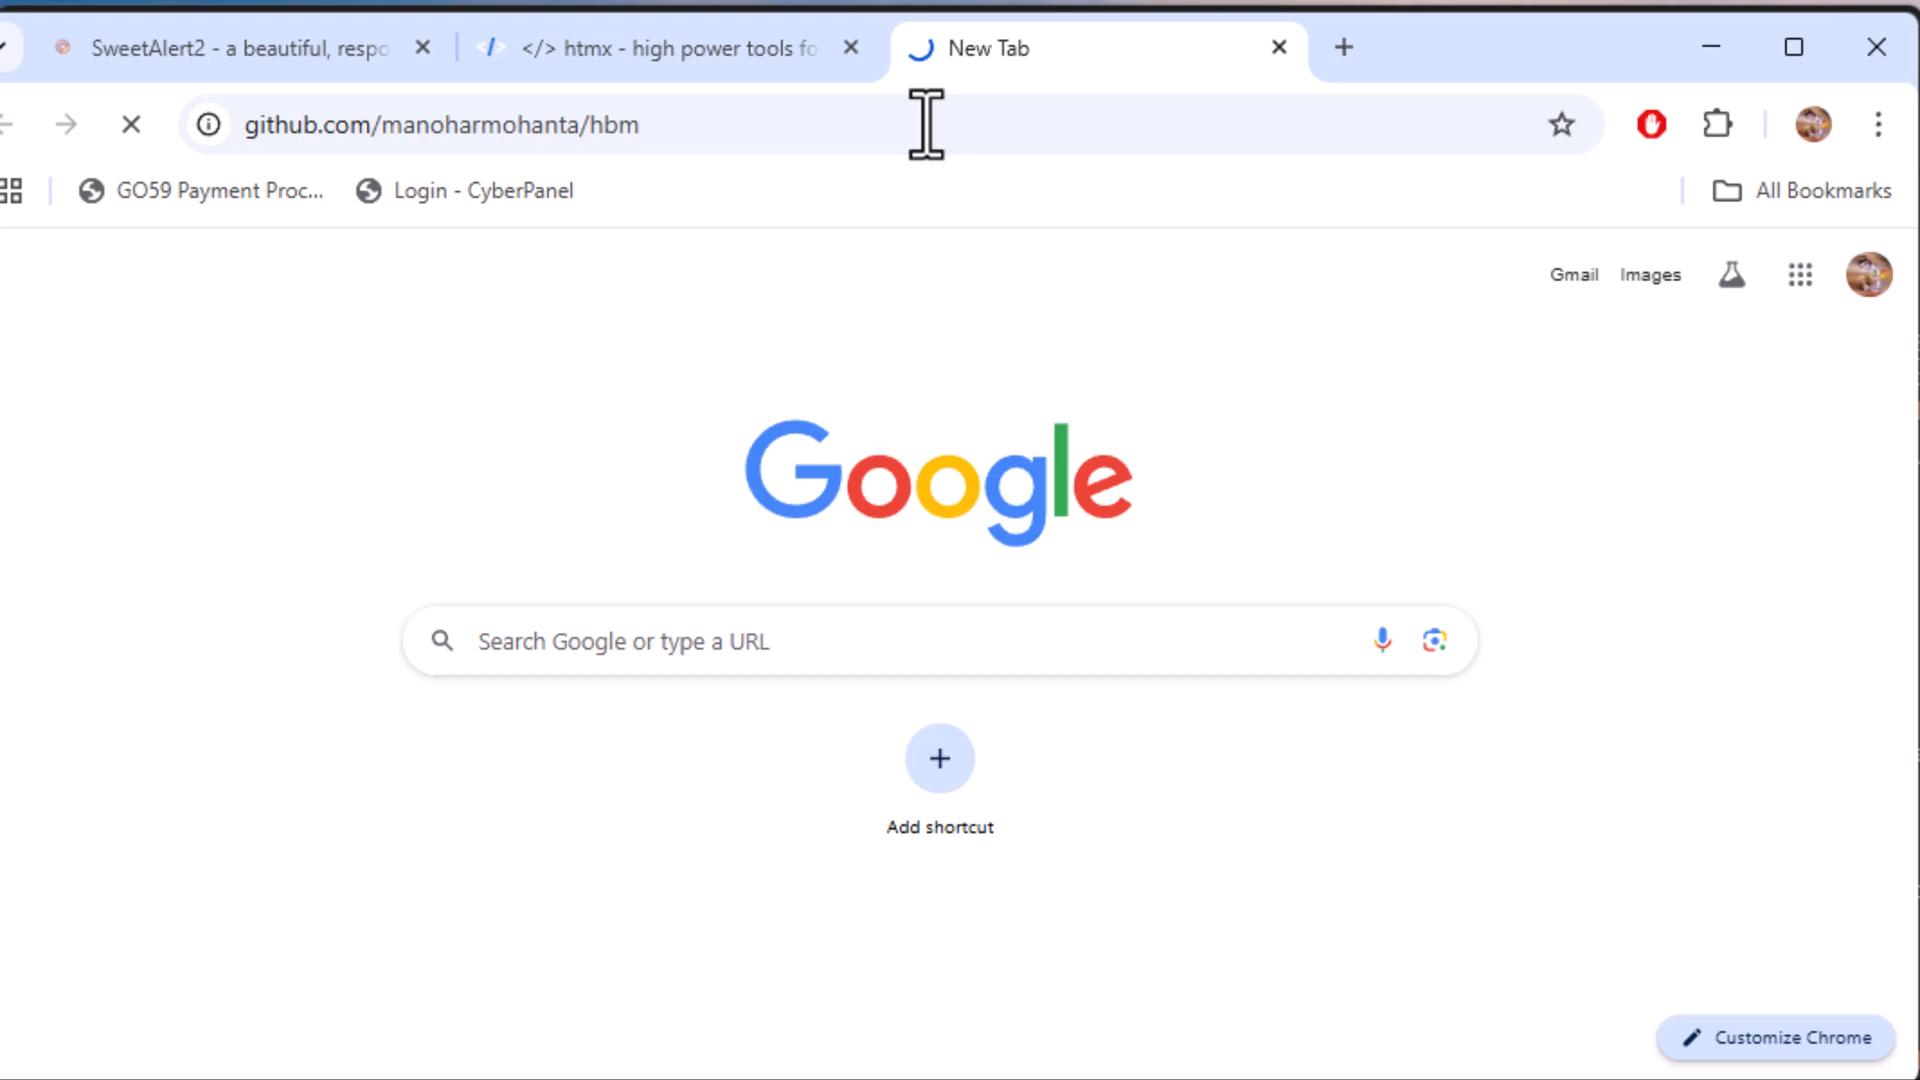 SweetAlert2 - a beautiful, respo
</> htmx - high power tools fo
New Tab
github.com/manoharmohanta/hbm
GO59 Payment Proc...
Login - CyberPanel
All Bookmarks
Gmail
Images
Google
Search Google or type a URL
Add shortcut
Customize Chrome